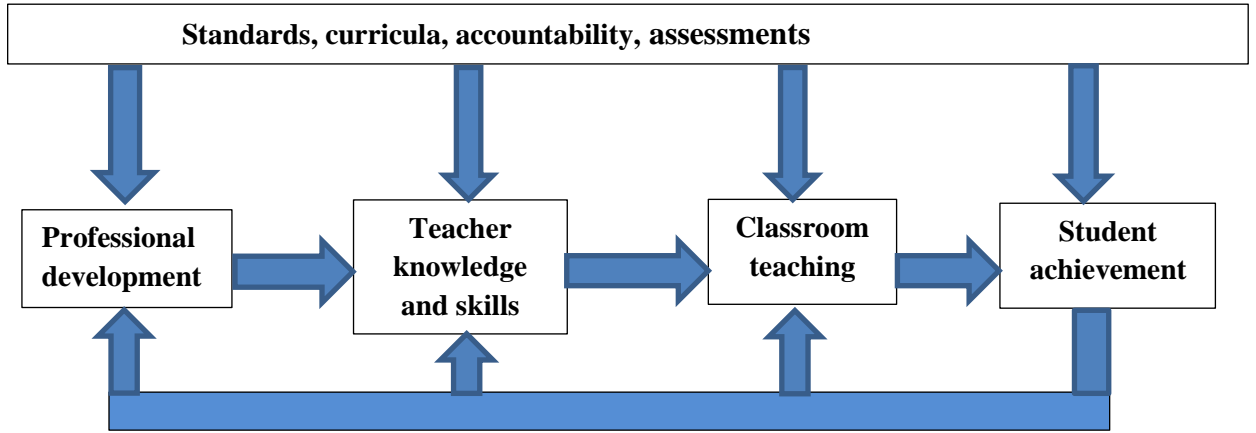 Standards, curricula, accountability, assessments
Professional
development
Teacher
knowledge
and skills
Classroom
teaching
Student
achievement